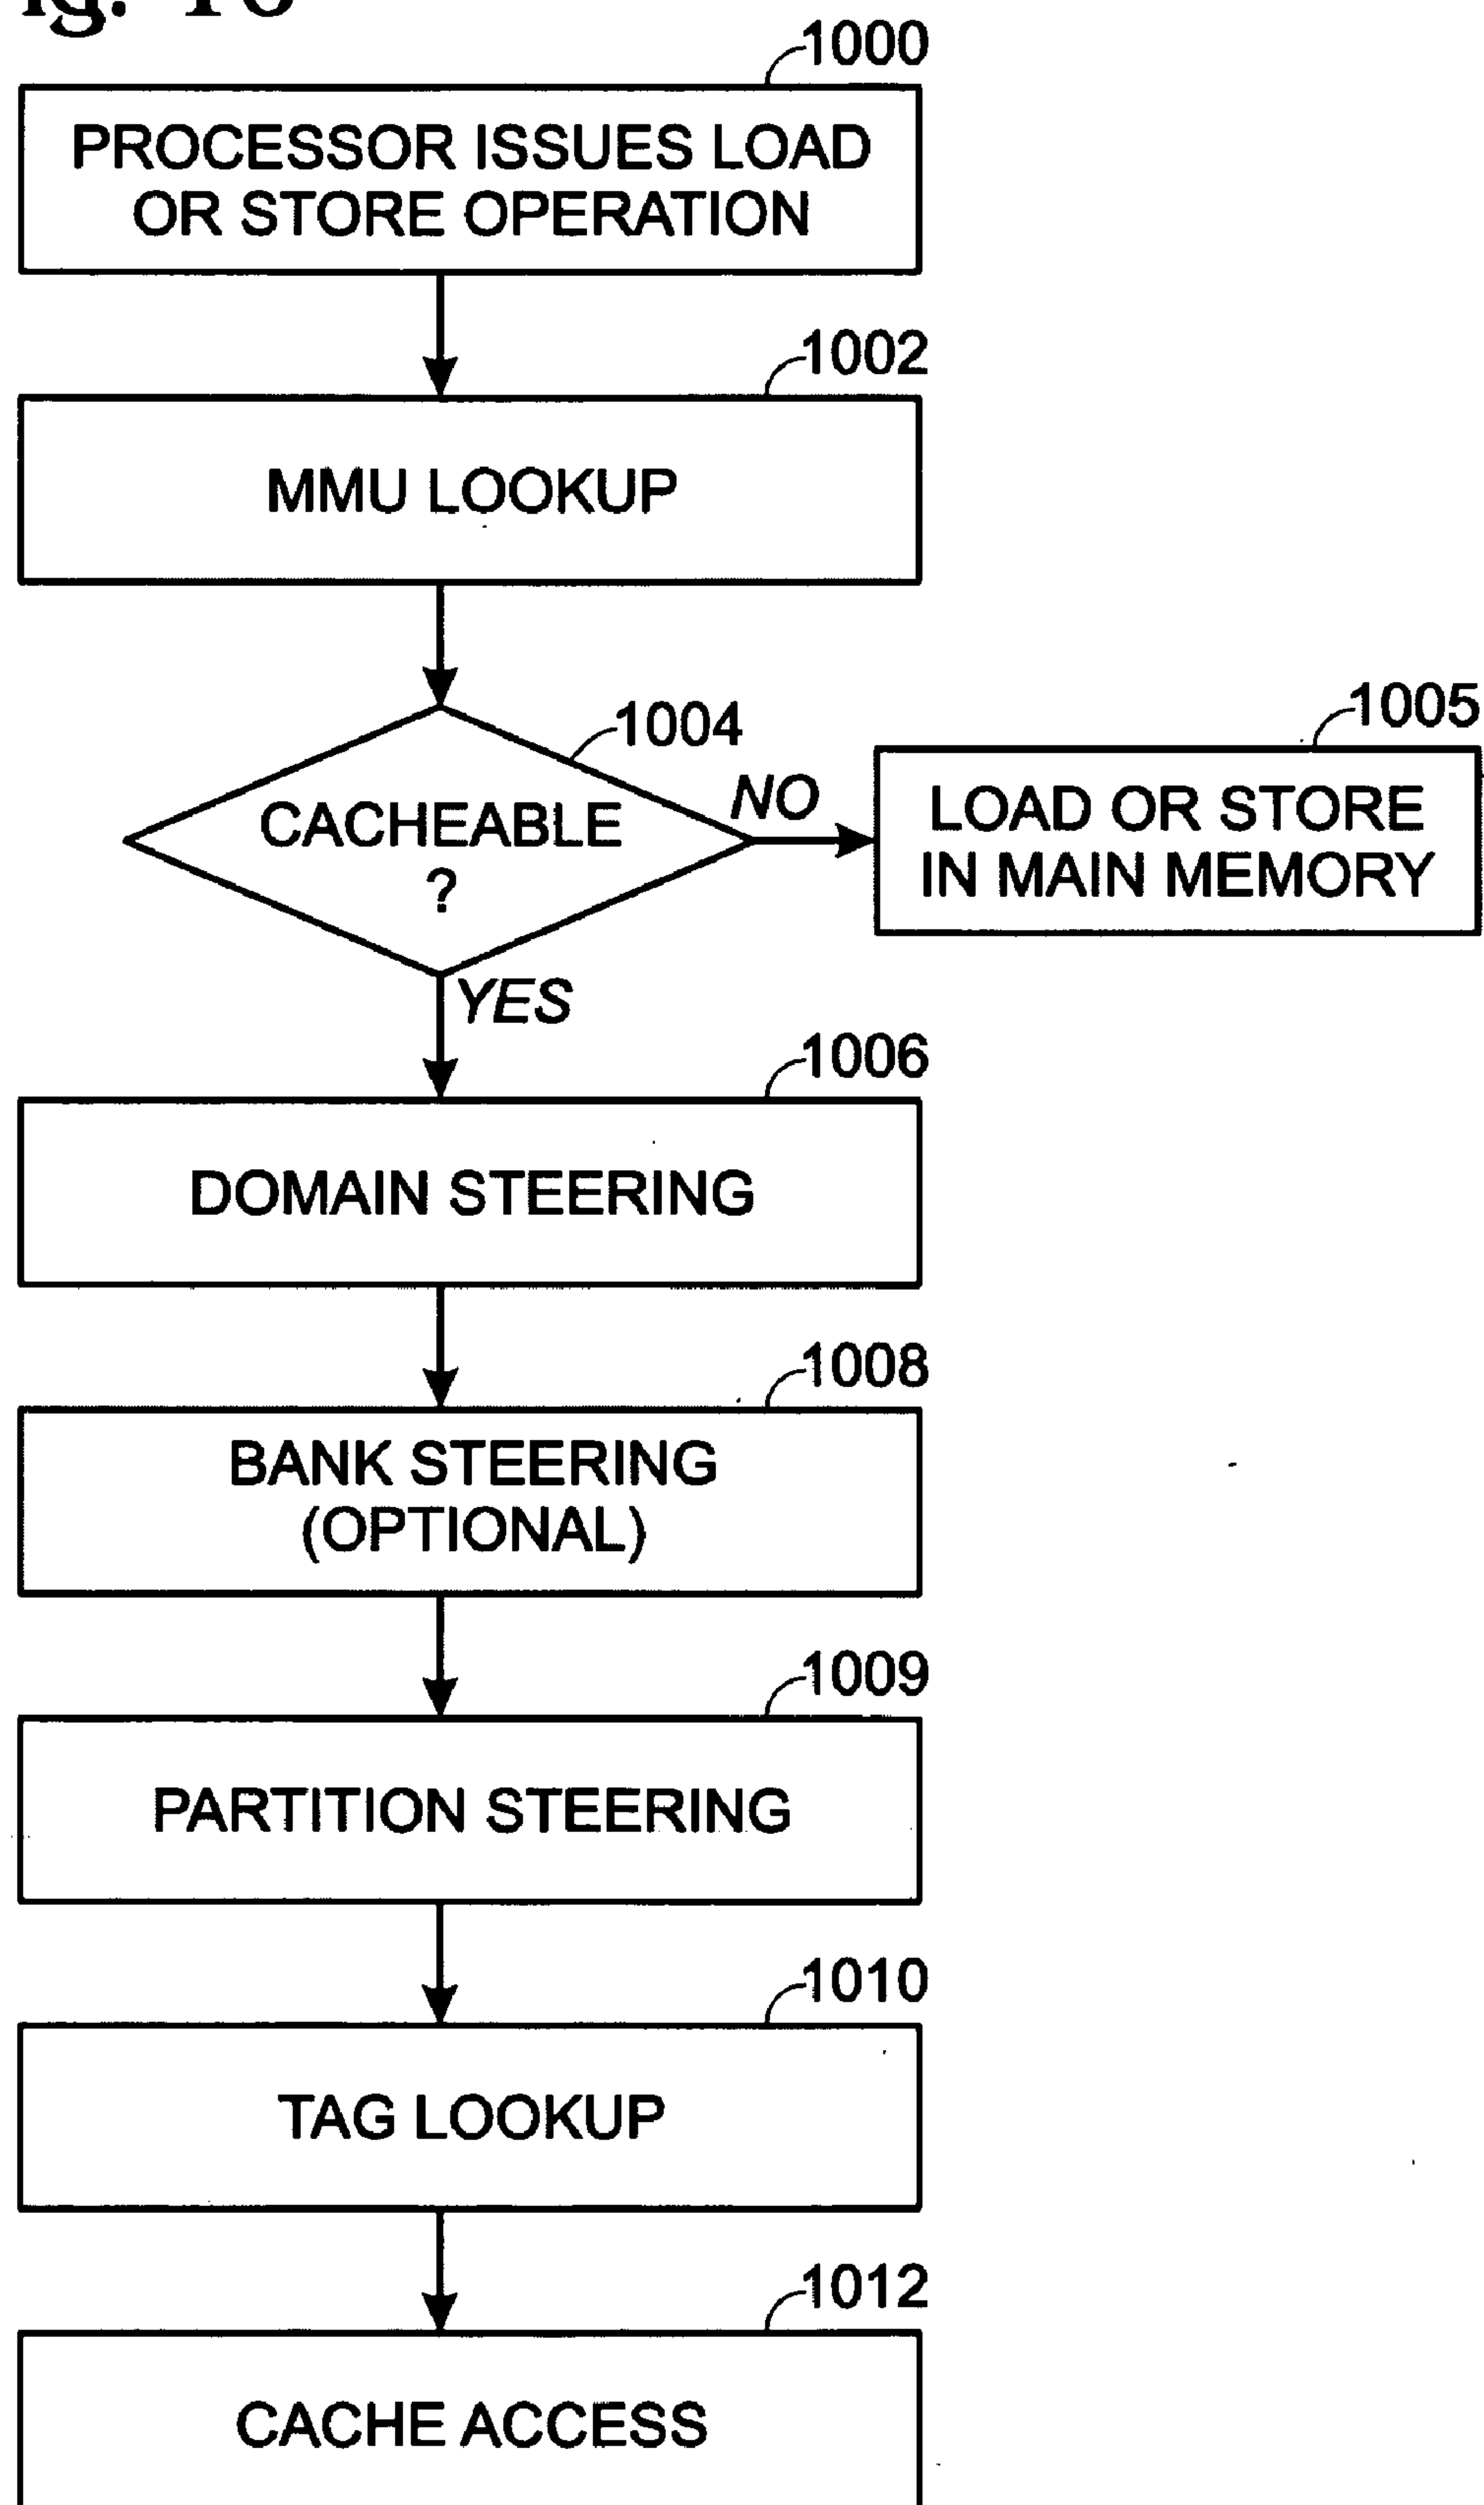 1000
PROCESSOR ISSUES LOAD
OR STORE OPERATION
1002
MMU LOOKUP
1004
CACHEABLE
?
NO
1005
LOAD OR STORE
IN MAIN MEMORY
YES
1006
DOMAIN STEERING
1008
BANK STEERING
(OPTIONAL)
1009
PARTITION STEERING
1010
TAG LOOKUP
1012
CACHE ACCESS